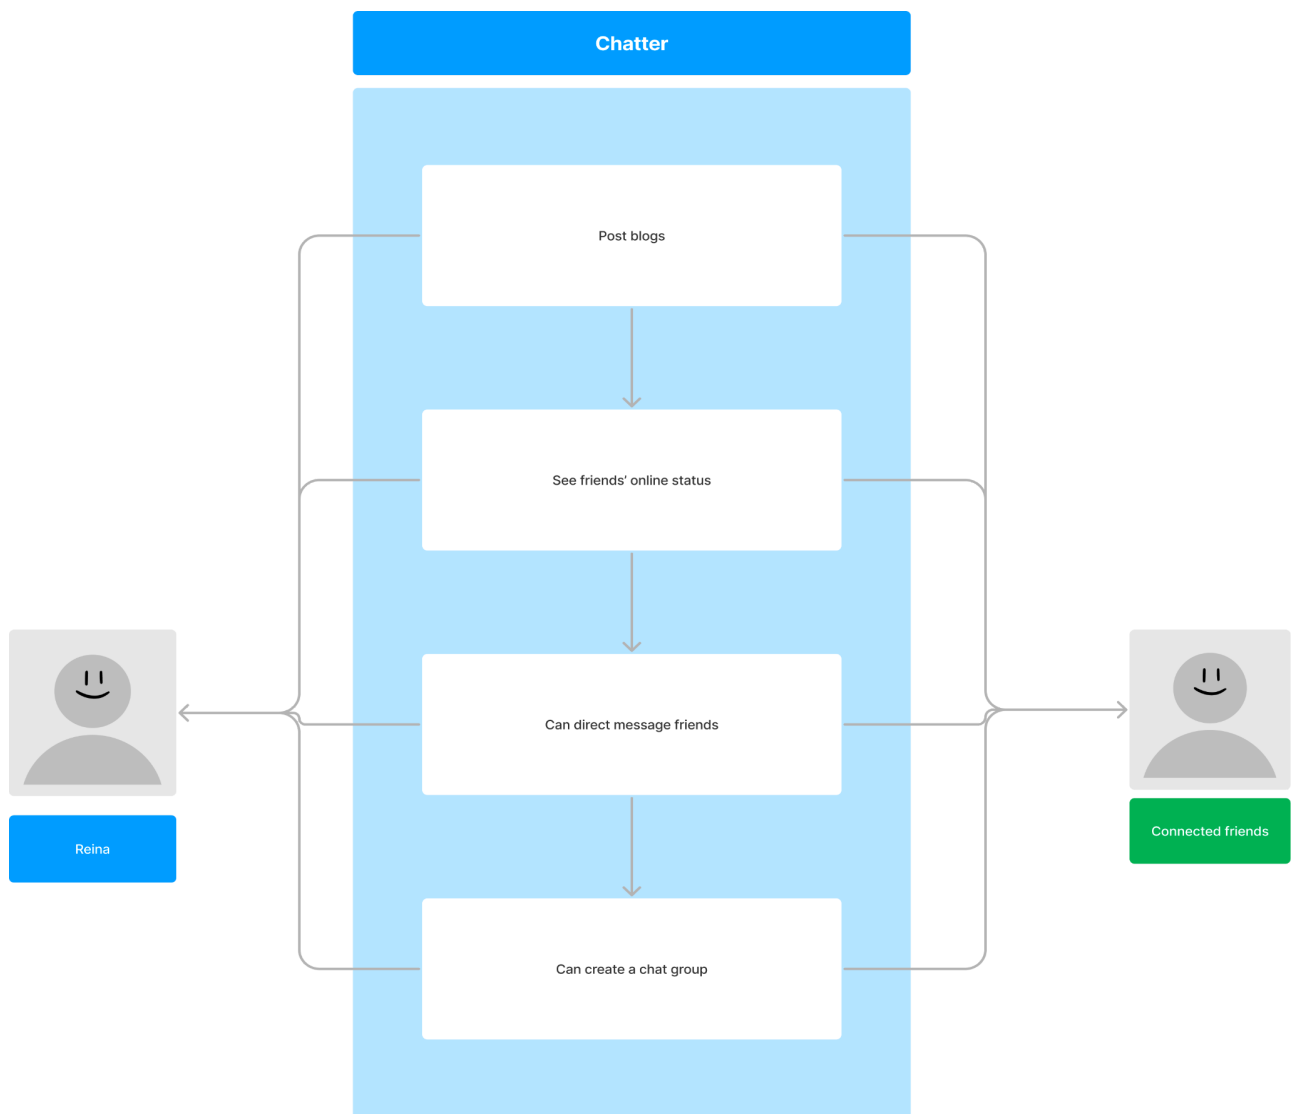 Chatter
Post blogs
See friends’ online status
Can direct message friends
Reina
Connected friends
Can create a chat group